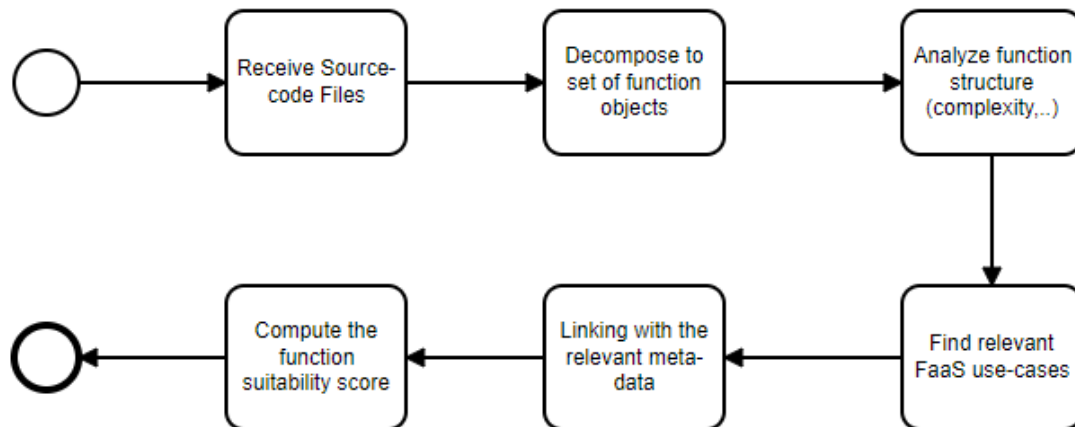 Receive Source-
code Files
Decompose to
set of function
objects
Analyze function
structure
(complexity,..)
Compute the
function
suitability score
Linking with the
relevant meta-
data
Find relevant
FaaS use-cases